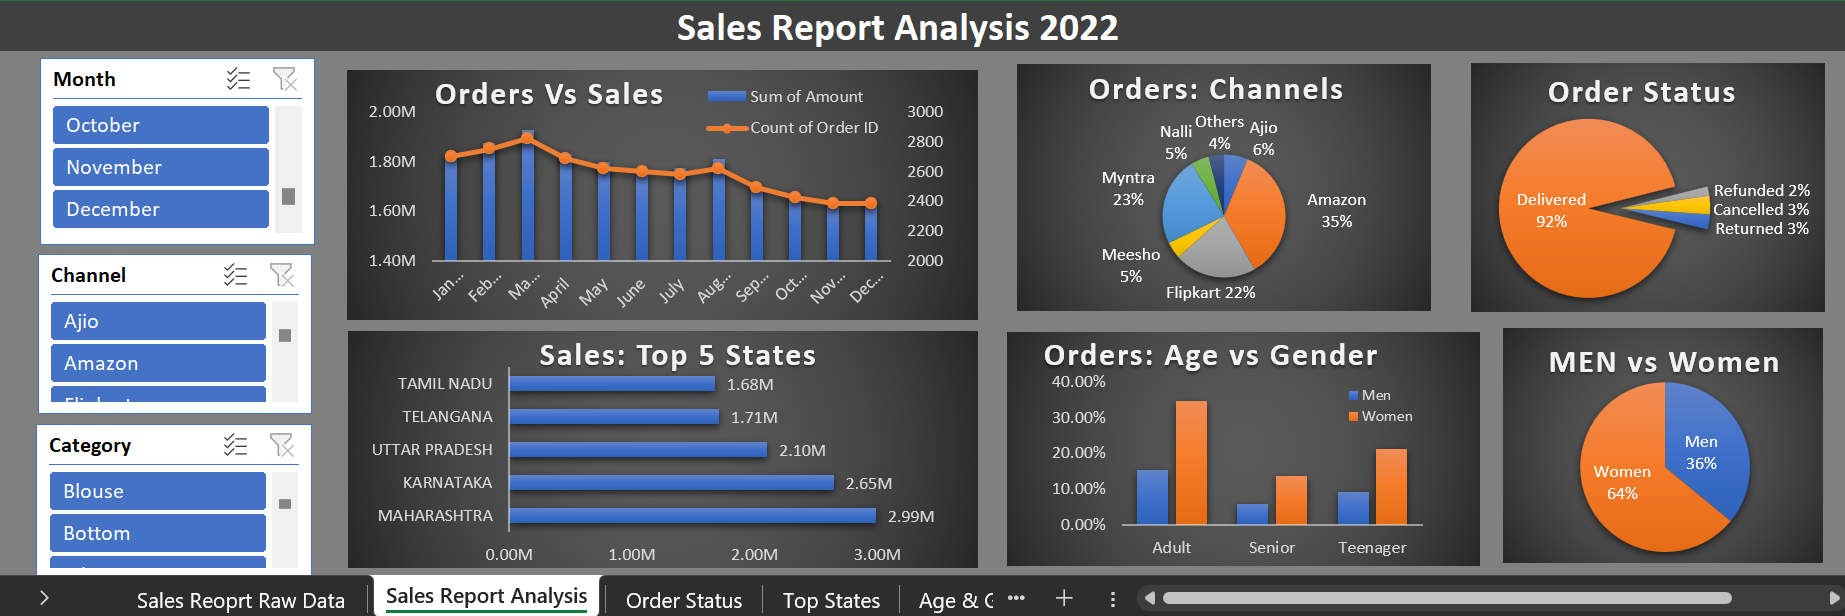 Sales Report Analysis 2022
Month
October
November
December
Channel
Ajio
Amazon
Category
Blouse
Bottom
Orders Vs Sales
Sum of Amount
Count of Order ID
2.00M
1.80M
1.60M
1.40M
3000
2800
2600
2400
2200
2000
Jan...
Feb...
Ma...
April
May
June
July
Aug...
Sep...
Oct...
Nov...
Dec...
Orders: Channels
Others
4%
Ajio
6%
Nalli
5%
Myntra
23%
Amazon
35%
Meesho
5%
Flipkart 22%
Order Status
Delivered
92%
Refunded 2%
Cancelled 3%
Returned 3%
Sales: Top 5 States
TAMIL NADU 1.68M
TELANGANA 1.71M
UTTAR PRADESH 2.10M
KARNATAKA 2.65M
MAHARASHTRA 2.99M
0.00M 1.00M 2.00M 3.00M
Orders: Age vs Gender
Men
Women
40.00%
30.00%
20.00%
10.00%
0.00%
Adult Senior Teenager
MEN vs Women
Men
36%
Women
64%
Sales Reoprt Raw Data
Sales Report Analysis
Order Status
Top States
Age & G